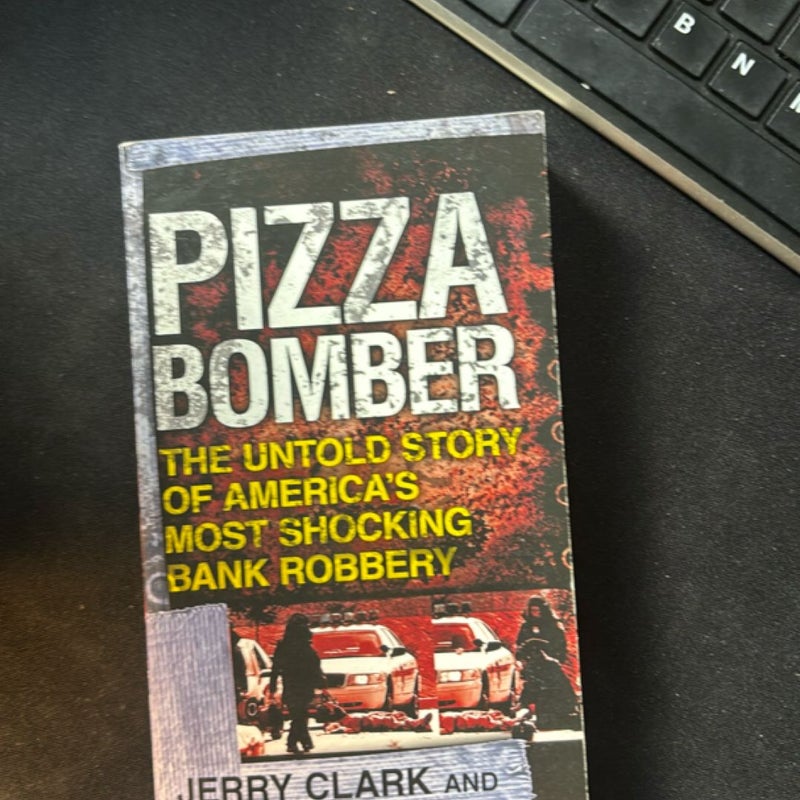 B
N
PIZZA
BOMBER
THE UNTOLD STORY
OF AMERICA'S
MOST SHOCKING
BANK ROBBERY
JERRY CLARK AND